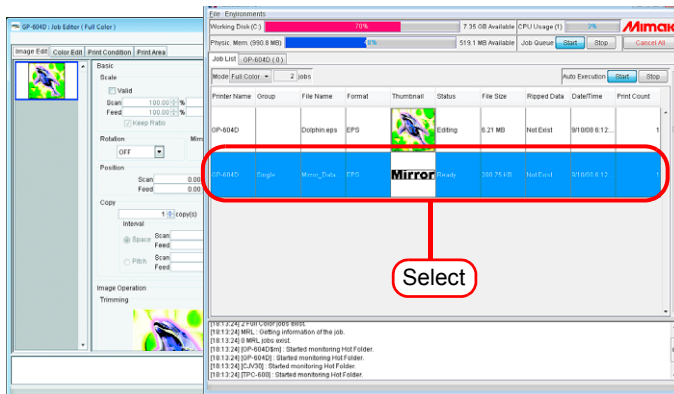 GP-604D : Job Editor ( Full Color )
Image Edit Color Edit Print Condition Print Area
Basic
Scale
Valid
Scan 100.00 %
Feed 100.00 %
Keep Ratio
Rotation
OFF
Position
Scan 0.00
Feed 0.00
Copy
1 copy(s)
Interval
Space Scan
Feed
Pitch Scan
Feed
Image Operation
Trimming
File Environments
Working Disk (C:) 70% 7.35 GB Available CPU Usage (1) 2% Mimaki
Physic. Mem. (990.8 MB) 519.1 MB Available Job Queue Start Stop Cancel All
Job List GP-604D ( 0 )
Mode Full Color 2 jobs Auto Execution Start Stop
Printer Name Group File Name Format Thumbnail Status File Size Ripped Data Date/Time Print Count
GP-604D Dolphin.eps EPS Editing 6.21 MB Not Exist 9/10/08 6:12... 1
GP-604D Single Mirror_Data... EPS Mirror Ready 200.75 kB Not Exist 9/10/08 6:12... 1
Select
[18:13:24] 2 Full Color jobs exist.
[18:13:24] MRL : Getting information of the job.
[18:13:24] 0 MRL jobs exist.
[18:13:24] [GP-604D$m] : Started monitoring Hot Folder.
[18:13:24] [GP-604D] : Started monitoring Hot Folder.
[18:13:24] [CJV30] : Started monitoring Hot Folder.
[18:13:24] [TPC-600] : Started monitoring Hot Folder.